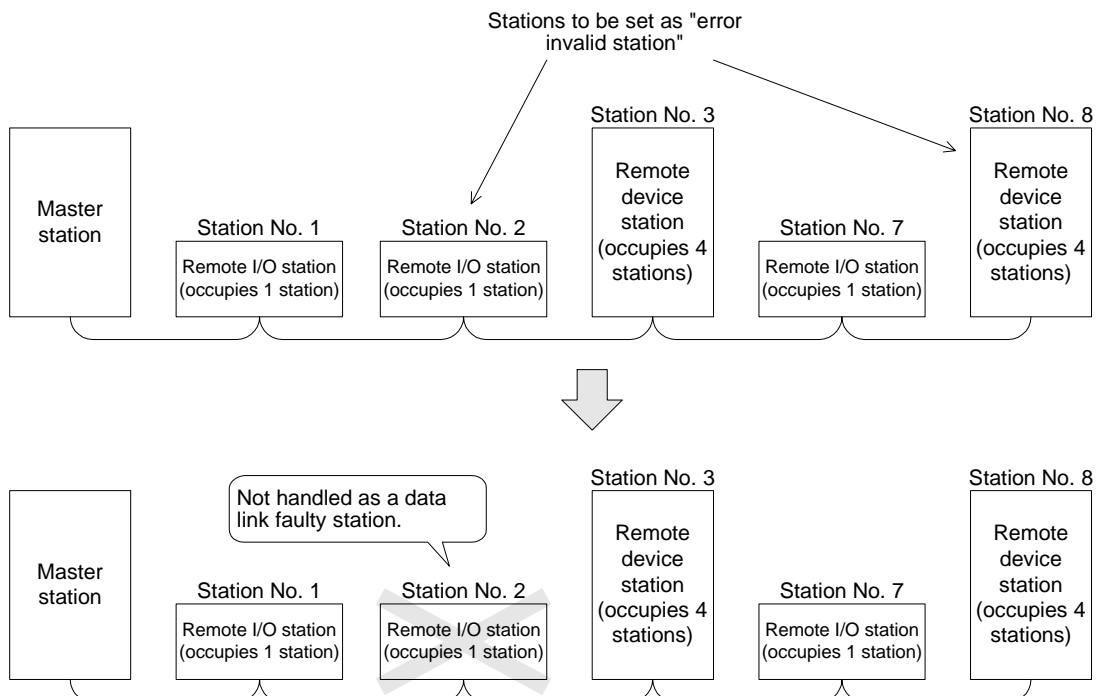 Stations to be set as "error
invalid station"
Station No. 3
Station No. 8
Master
station
Station No. 1
Remote I/O station
(occupies 1 station)
Station No. 2
Remote I/O station
(occupies 1 station)
Remote
device
station
(occupies 4
stations)
Station No. 7
Remote I/O station
(occupies 1 station)
Remote
device
station
(occupies 4
stations)
Not handled as a data
link faulty station.
Station No. 3
Station No. 8
Master
station
Station No. 1
Remote I/O station
(occupies 1 station)
Station No. 2
Remote I/O station
(occupies 1 station)
Remote
device
station
(occupies 4
stations)
Station No. 7
Remote I/O station
(occupies 1 station)
Remote
device
station
(occupies 4
stations)